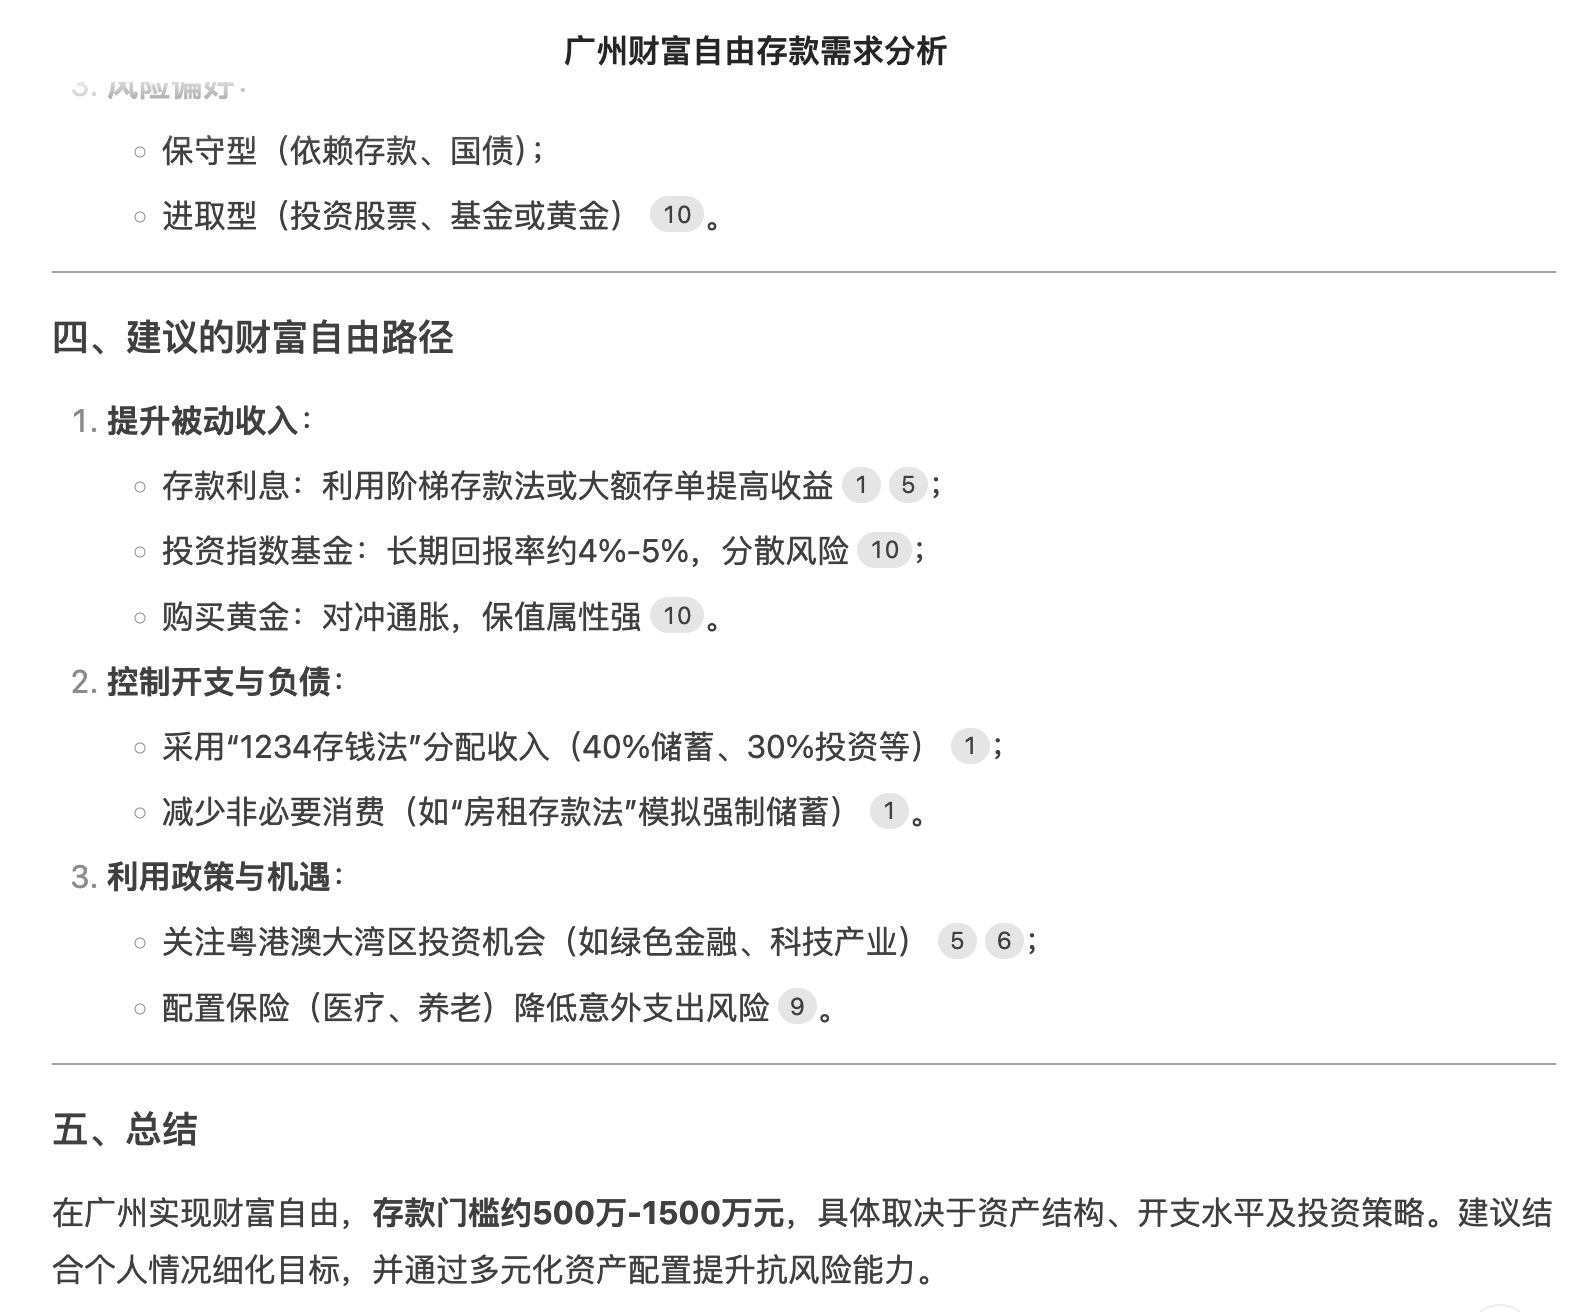 广州财富自由存款需求分析
3. 风险偏好：
保守型（依赖存款、国债）；
进取型（投资股票、基金或黄金） 10 。
四、建议的财富自由路径
1. 提升被动收入：
存款利息：利用阶梯存款法或大额存单提高收益 1 5 ；
投资指数基金：长期回报率约4%-5%，分散风险 10 ；
购买黄金：对冲通胀，保值属性强 10 。
2. 控制开支与负债：
采用“1234存钱法”分配收入（40%储蓄、30%投资等） 1 ；
减少非必要消费（如“房租存款法”模拟强制储蓄） 1 。
3. 利用政策与机遇：
关注粤港澳大湾区投资机会（如绿色金融、科技产业） 5 6 ；
配置保险（医疗、养老）降低意外支出风险 9 。
五、总结
在广州实现财富自由，存款门槛约500万-1500万元，具体取决于资产结构、开支水平及投资策略。建议结
合个人情况细化目标，并通过多元化资产配置提升抗风险能力。